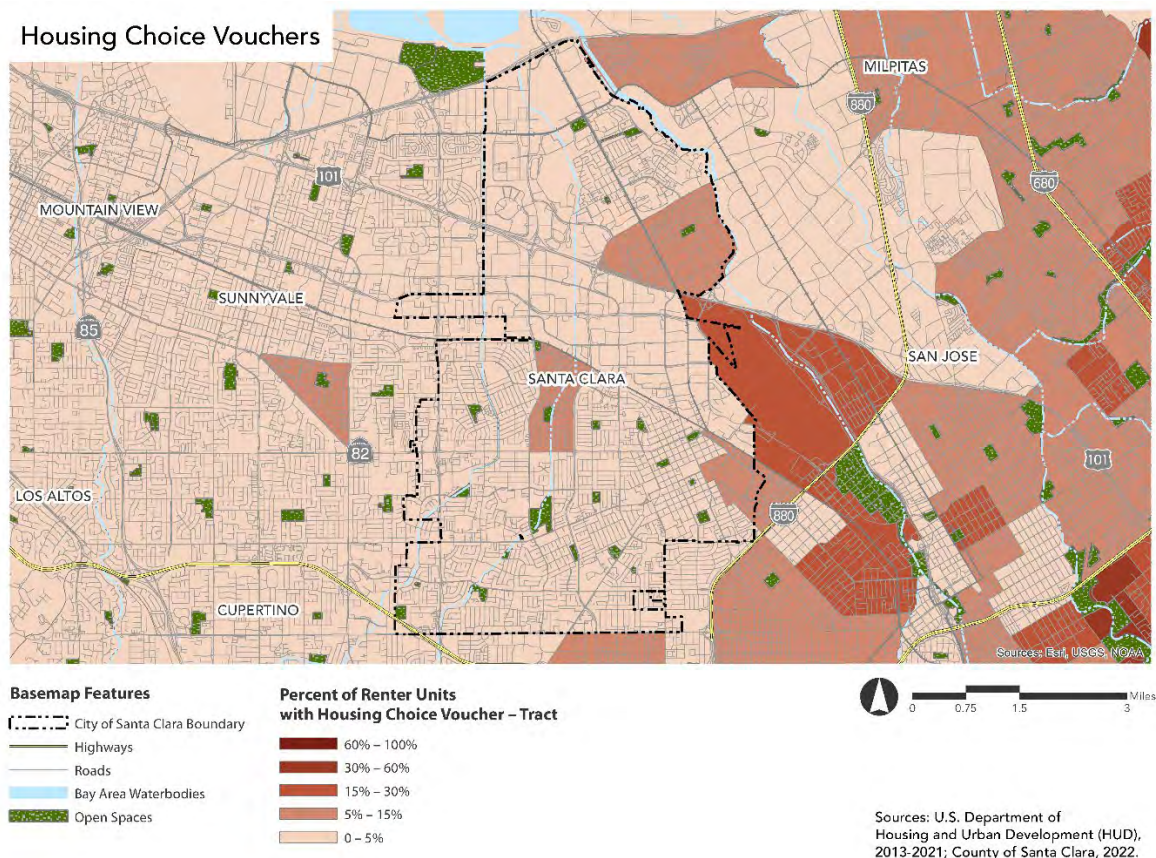 Housing Choice Vouchers
MILPITAS
880
680
101
MOUNTAIN VIEW
SUNNYVALE
85
SAN JOSE
SANTA CLARA
82
101
LOS ALTOS
880
CUPERTINO
Sources: Esri, USGS, NOAA
Basemap Features
City of Santa Clara Boundary
Highways
Roads
Bay Area Waterbodies
Open Spaces
Percent of Renter Units
with Housing Choice Voucher – Tract
60% – 100%
30% – 60%
15% – 30%
5% – 15%
0 – 5%
Miles
0 0.75 1.5 3
Sources: U.S. Department of
Housing and Urban Development (HUD),
2013-2021; County of Santa Clara, 2022.